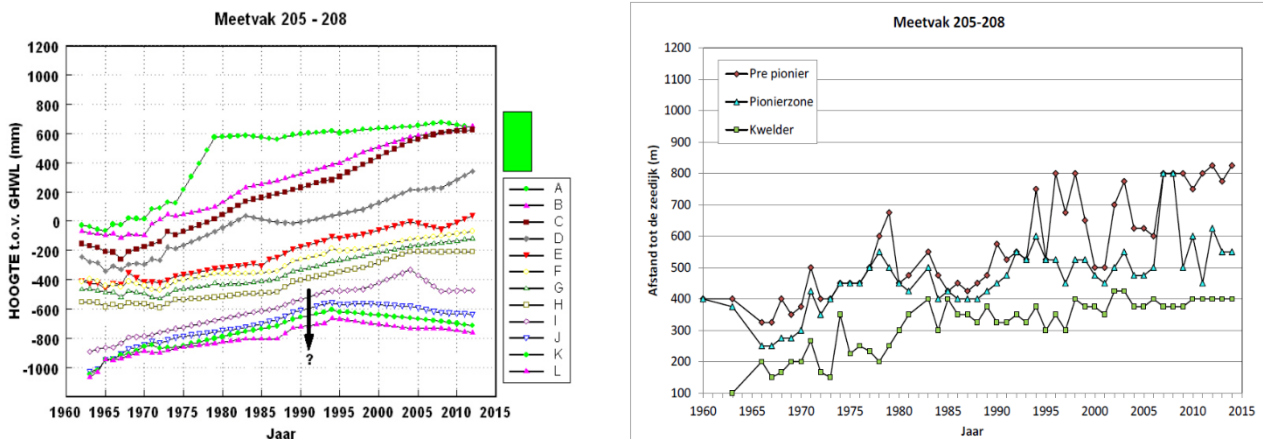 Meetvak 205 - 208
HOOGTE t.o.v. GHWL (mm)
1200
1000
800
600
400
200
0
-200
-400
-600
-800
-1000
1960 1965 1970 1975 1980 1985 1990 1995 2000 2005 2010 2015
Jaar
?
A
B
C
D
E
F
G
H
I
J
K
L
Meetvak 205-208
Afstand tot de zeedijk (m)
1200
1100
1000
900
800
700
600
500
400
300
200
100
1960 1965 1970 1975 1980 1985 1990 1995 2000 2005 2010 2015
Jaar
Pre pionier
Pionierzone
Kwelder